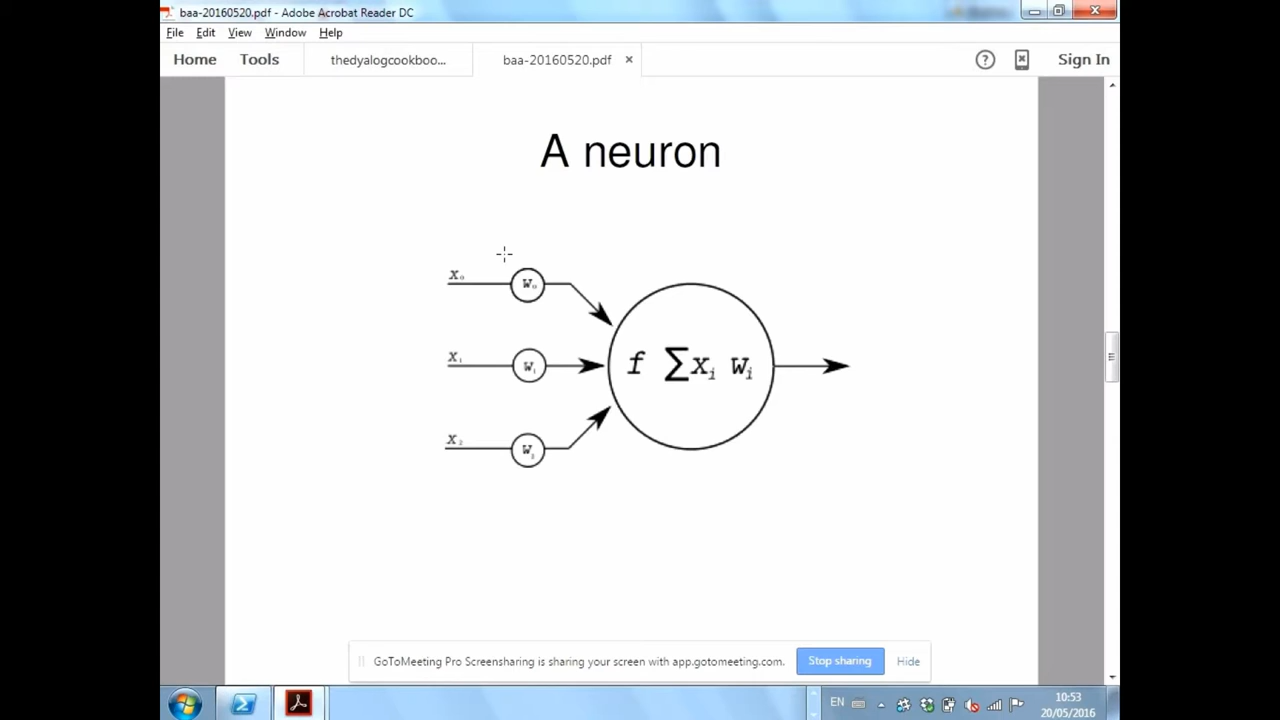 baa-20160520.pdf - Adobe Acrobat Reader DC
File Edit View Window Help
Home Tools thedyalogcookboo... baa-20160520.pdf × ? Sign In
A neuron
x₀ w₀
x₁ w₁
f ∑xᵢ wᵢ
x₂ w₂
GoToMeeting Pro Screensharing is sharing your screen with app.gotomeeting.com. Stop sharing Hide
EN 10:53
20/05/2016